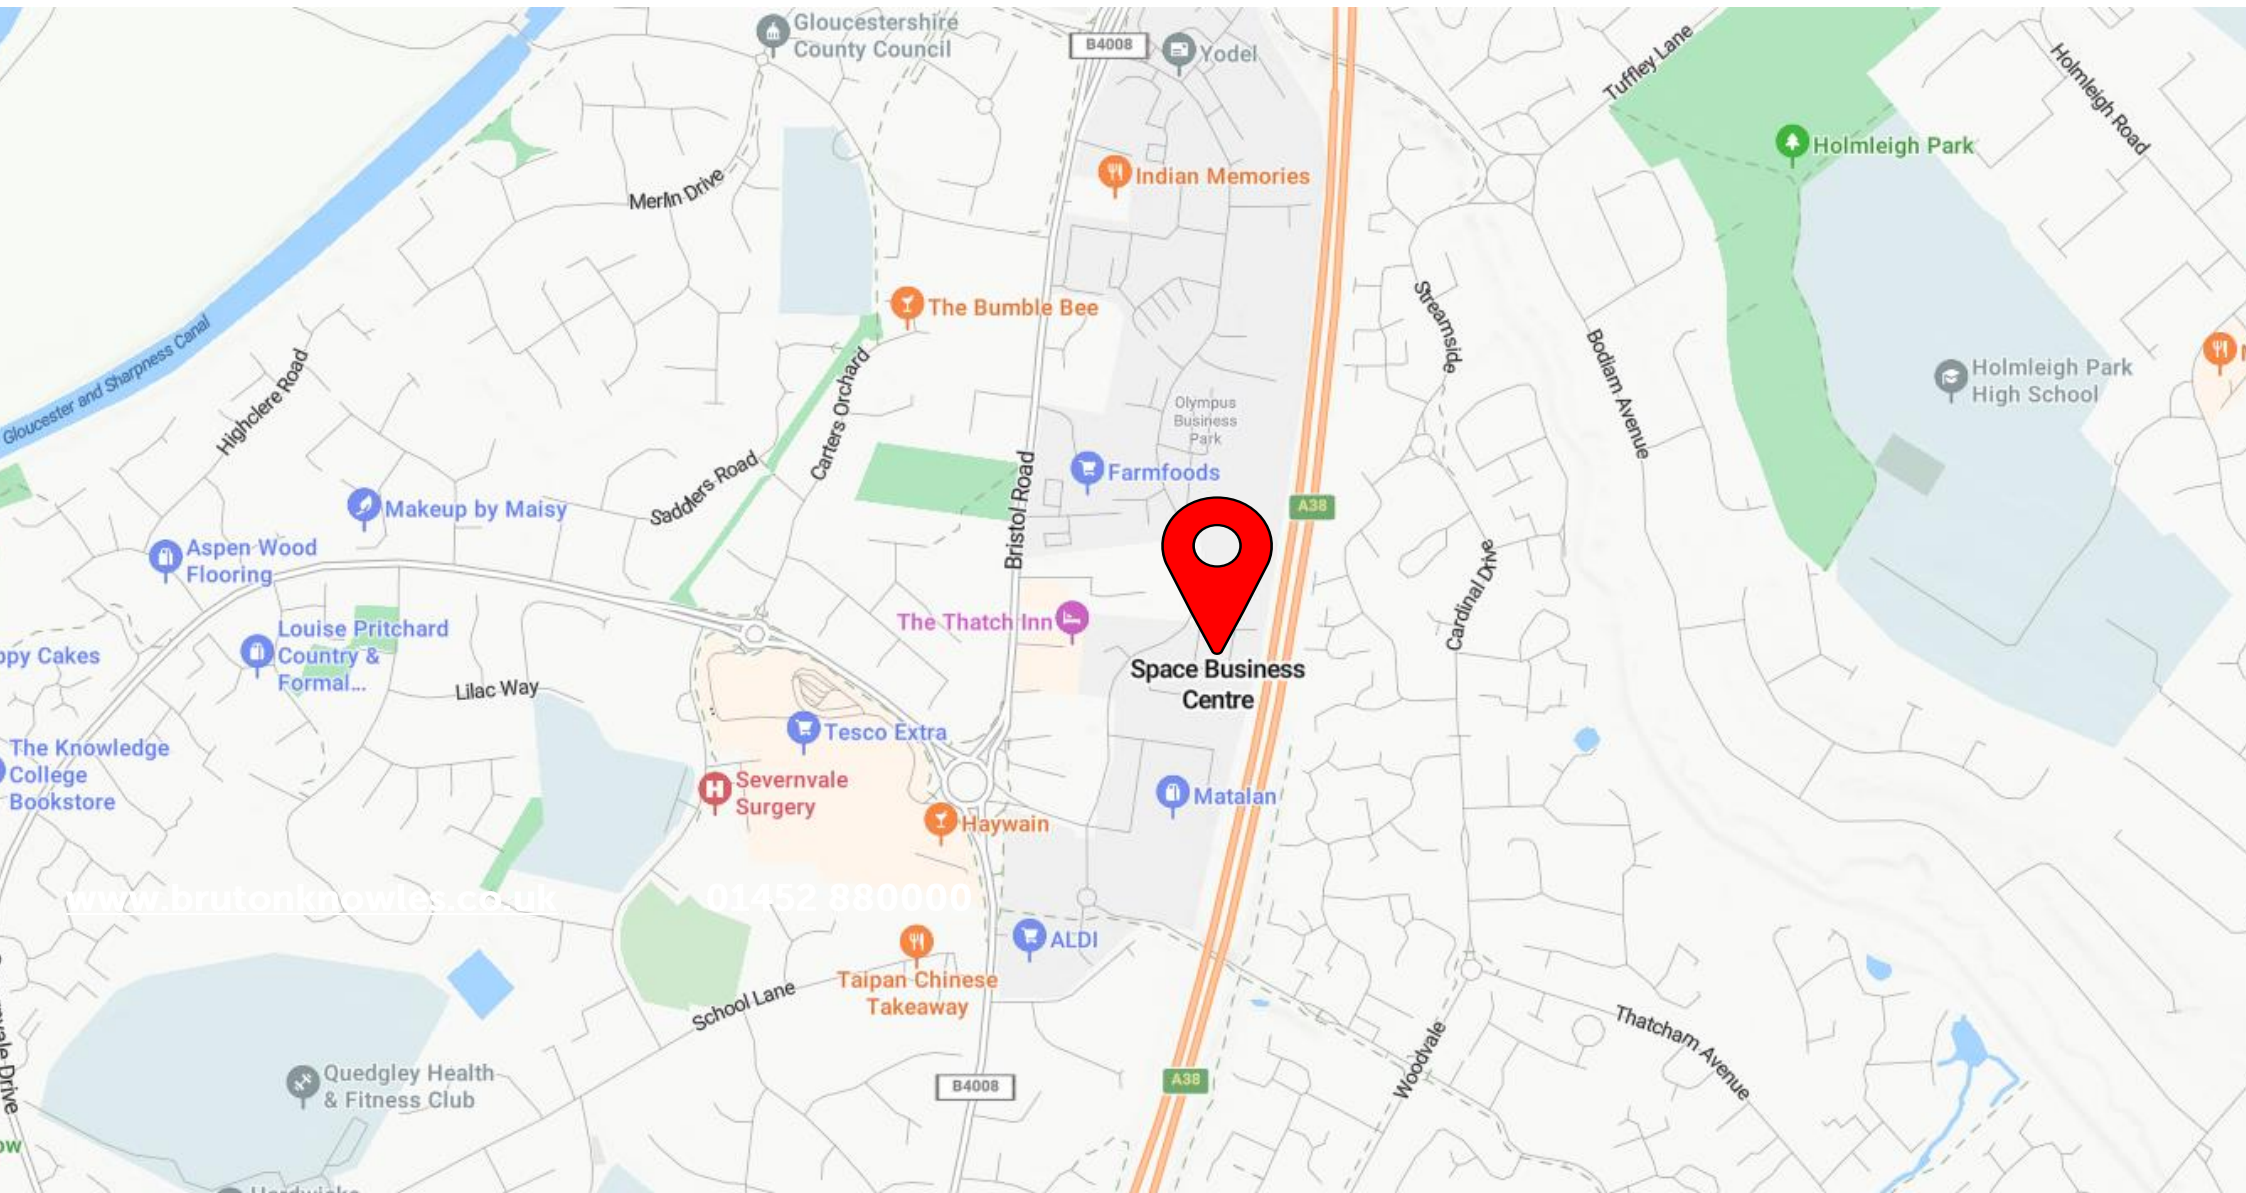 Gloucestershire
County Council
B4008
Yodel
Tuffley Lane
Holmleigh Road
Holmleigh Park
Indian Memories
Merlin Drive
The Bumble Bee
Streamside
Bodiam Avenue
Gloucester and Sharpness Canal
Highclere Road
Carters Orchard
Holmleigh Park
High School
Olympus
Business
Park
Farmfoods
Saddlers Road
Bristol Road
Makeup by Maisy
A38
Aspen Wood
Flooring
Cardinal Drive
The Thatch Inn
Louise Pritchard
Country &
Formal...
Cakes
Space Business
Centre
Lilac Way
Tesco Extra
The Knowledge
College
Bookstore
Severnvale
Surgery
Matalan
Haywain
www.brutonknowles.co.uk
01452 880000
ALDI
Taipan Chinese
Takeaway
School Lane
Thatcham Avenue
Woodvale
Quedgley Health
& Fitness Club
B4008
A38
Drive